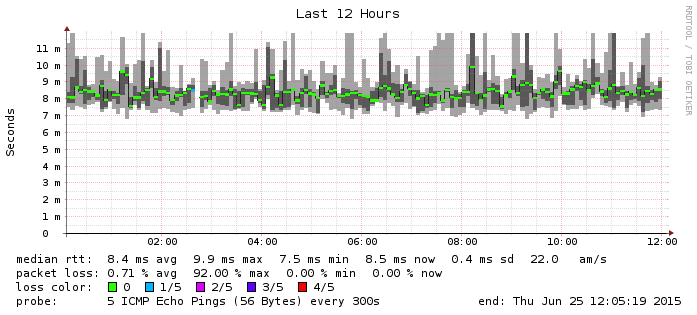 Last 12 Hours
RRDTOOL / TOBI OETIKER
Seconds
11 m
10 m
9 m
8 m
7 m
6 m
5 m
4 m
3 m
2 m
1 m
0
02:00 04:00 06:00 08:00 10:00 12:00
median rtt: 8.4 ms avg 9.9 ms max 7.5 ms min 8.5 ms now 0.4 ms sd 22.0 am/s
packet loss: 0.71 % avg 92.00 % max 0.00 % min 0.00 % now
loss color: 0 1/5 2/5 3/5 4/5
probe: 5 ICMP Echo Pings (56 Bytes) every 300s end: Thu Jun 25 12:05:19 2015